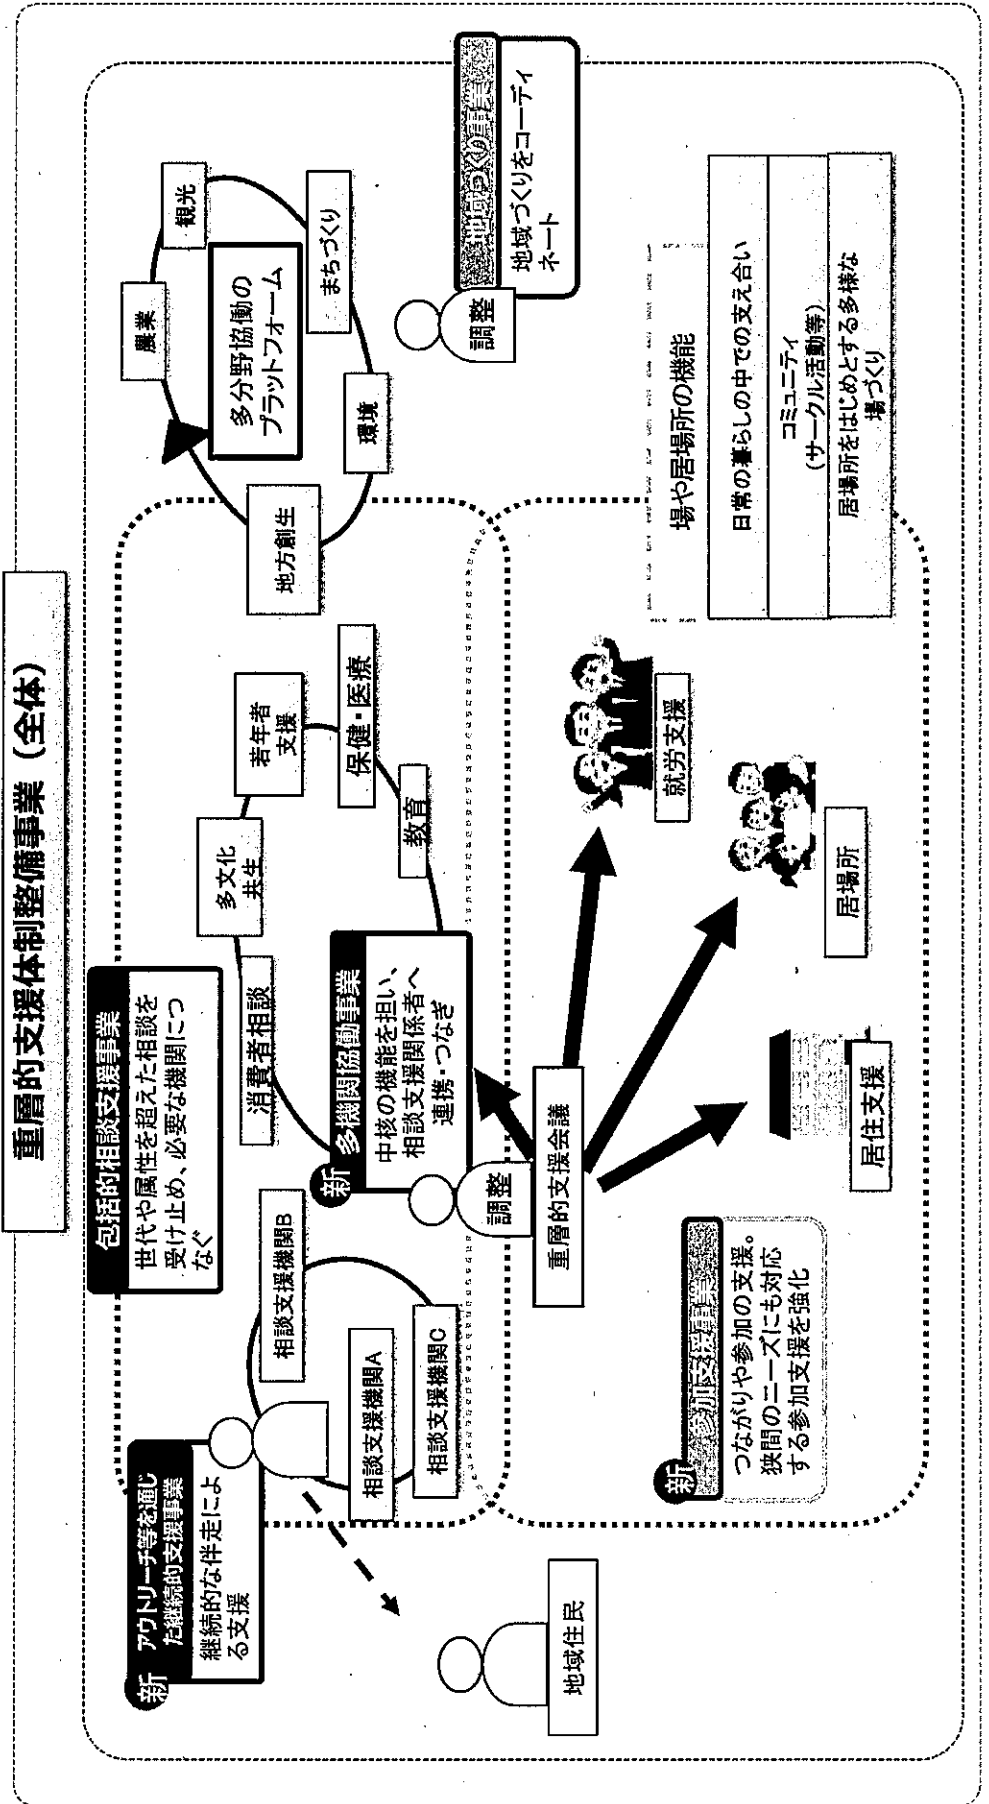 重層的支援体制整備事業（全体）
新
アウトリーチ等を通じ
た継続的支援事業
継続的な伴走によ
る支援
包括的相談支援事業
世代や属性を超えた相談を
受け止め、必要な機関につ
なぐ
相談支援機関B
相談支援機関A
相談支援機関C
地域住民
新
多機関協働事業
中核の機能を担い、
相談支援関係者へ
連携・つなぎ
調整
重層的支援会議
消費者相談
多文化
共生
若年者
支援
保健・医療
教育
農業
観光
まちづくり
環境
地方創生
多分野協働の
プラットフォーム
調整
地域づくり事業
地域づくりをコーディ
ネート
新
参加支援事業
つながりや参加の支援。
狭間のニーズにも対応
する参加支援を強化
居住支援
居場所
就労支援
場や居場所の機能
日常の暮らしの中での支え合い
コミュニティ
(サークル活動等)
居場所をはじめとする多様な
場づくり